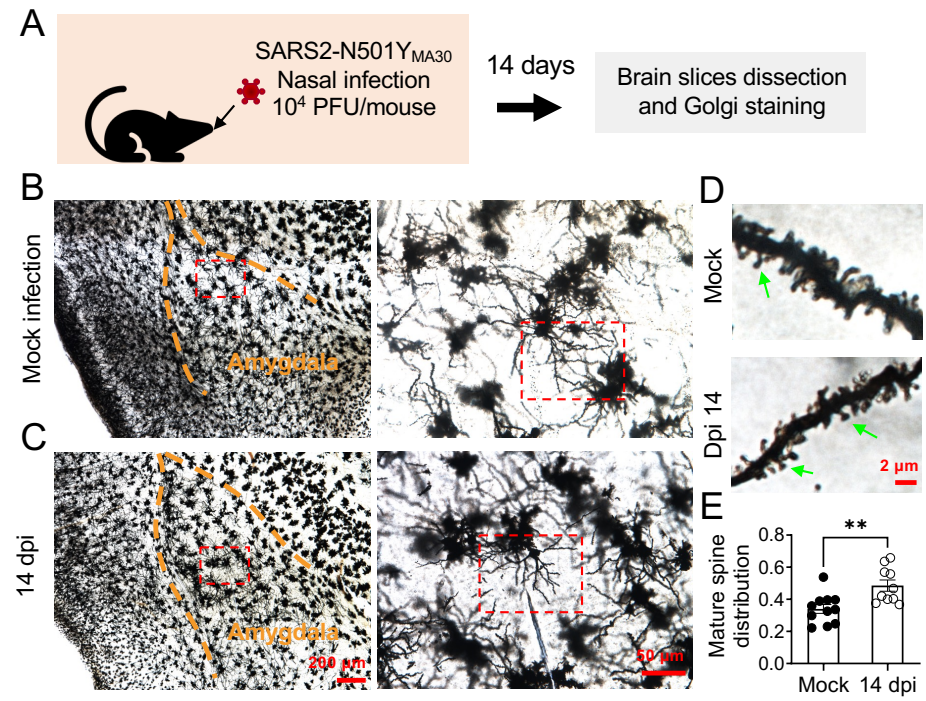 A
SARS2-N501YMA30
Nasal infection
10⁴ PFU/mouse
14 days
Brain slices dissection
and Golgi staining
B
Mock infection
Amygdala
C
14 dpi
Amygdala
200 µm
50 µm
D
Mock
Dpi 14
2 µm
E
Mature spine
distribution
**
0.8
0.6
0.4
0.2
0.0
Mock 14 dpi